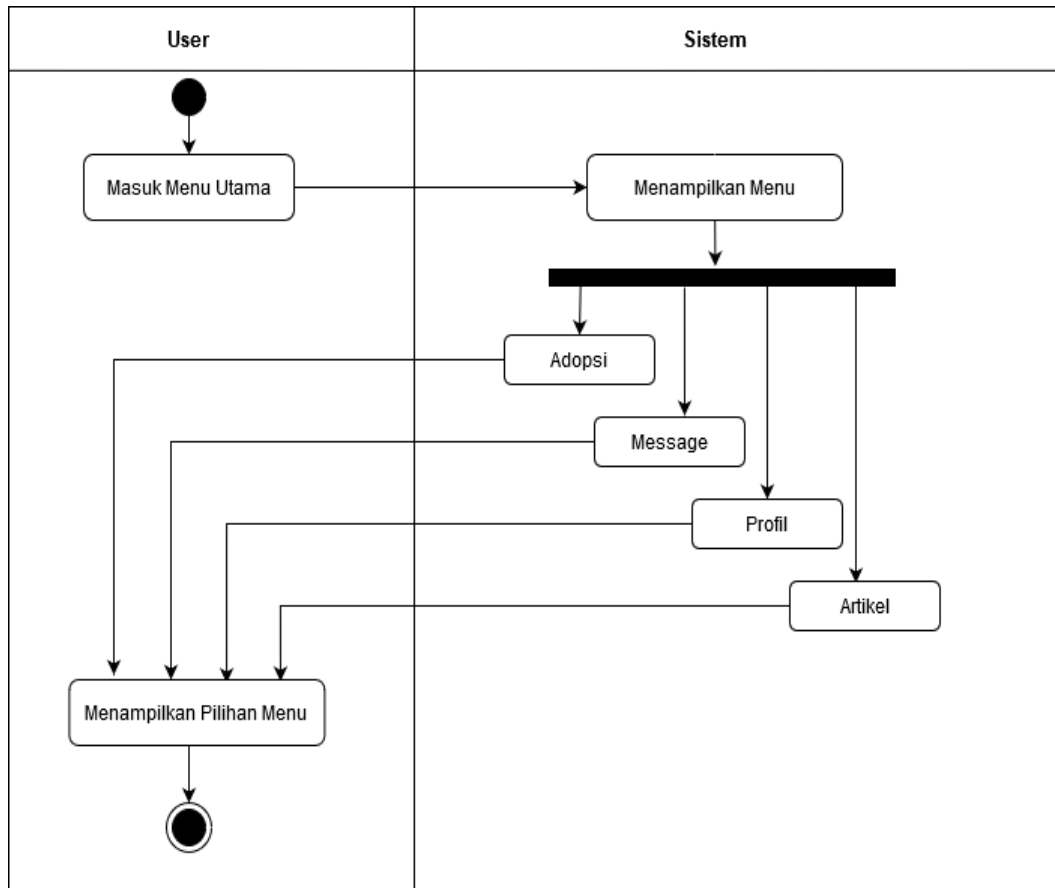 User
Sistem
Masuk Menu Utama
Menampilkan Menu
Adopsi
Message
Profil
Artikel
Menampilkan Pilihan Menu